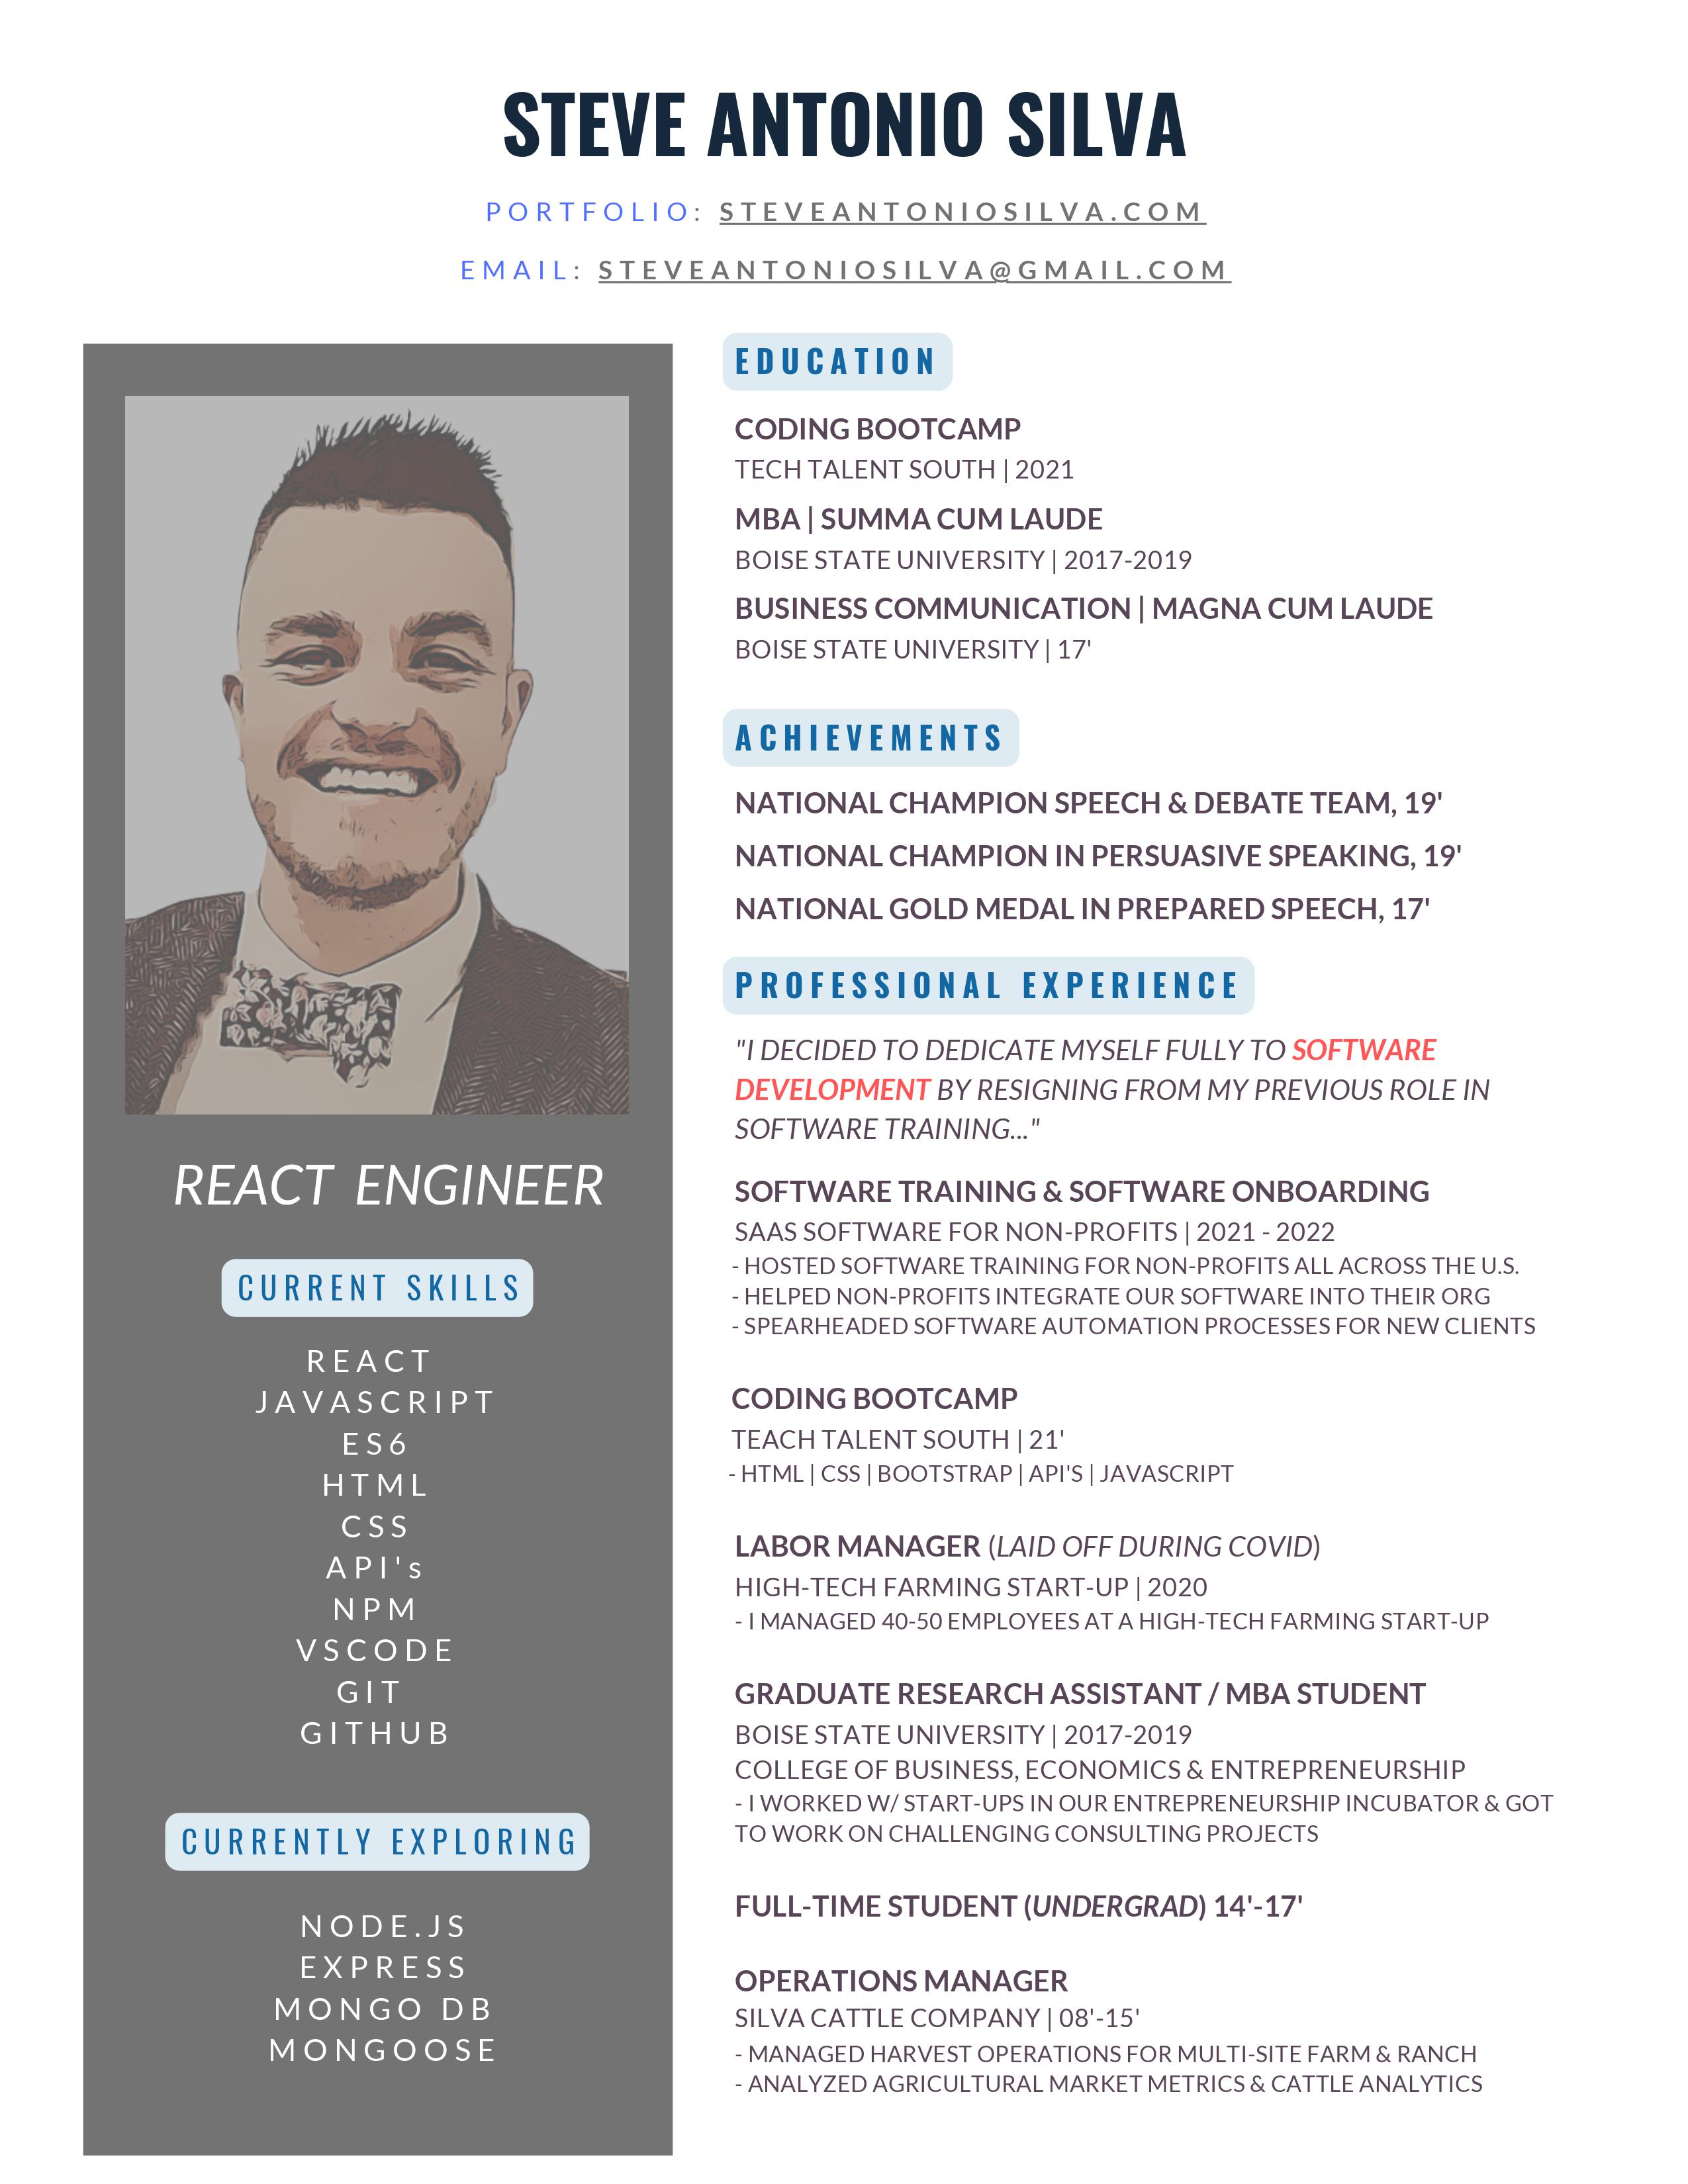 STEVE ANTONIO SILVA
PORTFOLIO: STEVEANTONIOSILVA.COM
EMAIL: STEVEANTONIOSILVA@GMAIL.COM
REACT ENGINEER
CURRENT SKILLS
REACT
JAVASCRIPT
ES6
HTML
CSS
API's
NPM
VSCODE
GIT
GITHUB
CURRENTLY EXPLORING
NODE.JS
EXPRESS
MONGO DB
MONGOOSE
EDUCATION
CODING BOOTCAMP
TECH TALENT SOUTH | 2021
MBA | SUMMA CUM LAUDE
BOISE STATE UNIVERSITY | 2017-2019
BUSINESS COMMUNICATION | MAGNA CUM LAUDE
BOISE STATE UNIVERSITY | 17'
ACHIEVEMENTS
NATIONAL CHAMPION SPEECH & DEBATE TEAM, 19'
NATIONAL CHAMPION IN PERSUASIVE SPEAKING, 19'
NATIONAL GOLD MEDAL IN PREPARED SPEECH, 17'
PROFESSIONAL EXPERIENCE
"I DECIDED TO DEDICATE MYSELF FULLY TO SOFTWARE
DEVELOPMENT BY RESIGNING FROM MY PREVIOUS ROLE IN
SOFTWARE TRAINING..."
SOFTWARE TRAINING & SOFTWARE ONBOARDING
SAAS SOFTWARE FOR NON-PROFITS | 2021 - 2022
- HOSTED SOFTWARE TRAINING FOR NON-PROFITS ALL ACROSS THE U.S.
- HELPED NON-PROFITS INTEGRATE OUR SOFTWARE INTO THEIR ORG
- SPEARHEADED SOFTWARE AUTOMATION PROCESSES FOR NEW CLIENTS
CODING BOOTCAMP
TEACH TALENT SOUTH | 21'
- HTML | CSS | BOOTSTRAP | API'S | JAVASCRIPT
LABOR MANAGER (LAID OFF DURING COVID)
HIGH-TECH FARMING START-UP | 2020
- I MANAGED 40-50 EMPLOYEES AT A HIGH-TECH FARMING START-UP
GRADUATE RESEARCH ASSISTANT / MBA STUDENT
BOISE STATE UNIVERSITY | 2017-2019
COLLEGE OF BUSINESS, ECONOMICS & ENTREPRENEURSHIP
- I WORKED W/ START-UPS IN OUR ENTREPRENEURSHIP INCUBATOR & GOT
TO WORK ON CHALLENGING CONSULTING PROJECTS
FULL-TIME STUDENT (UNDERGRAD) 14'-17'
OPERATIONS MANAGER
SILVA CATTLE COMPANY | 08'-15'
- MANAGED HARVEST OPERATIONS FOR MULTI-SITE FARM & RANCH
- ANALYZED AGRICULTURAL MARKET METRICS & CATTLE ANALYTICS